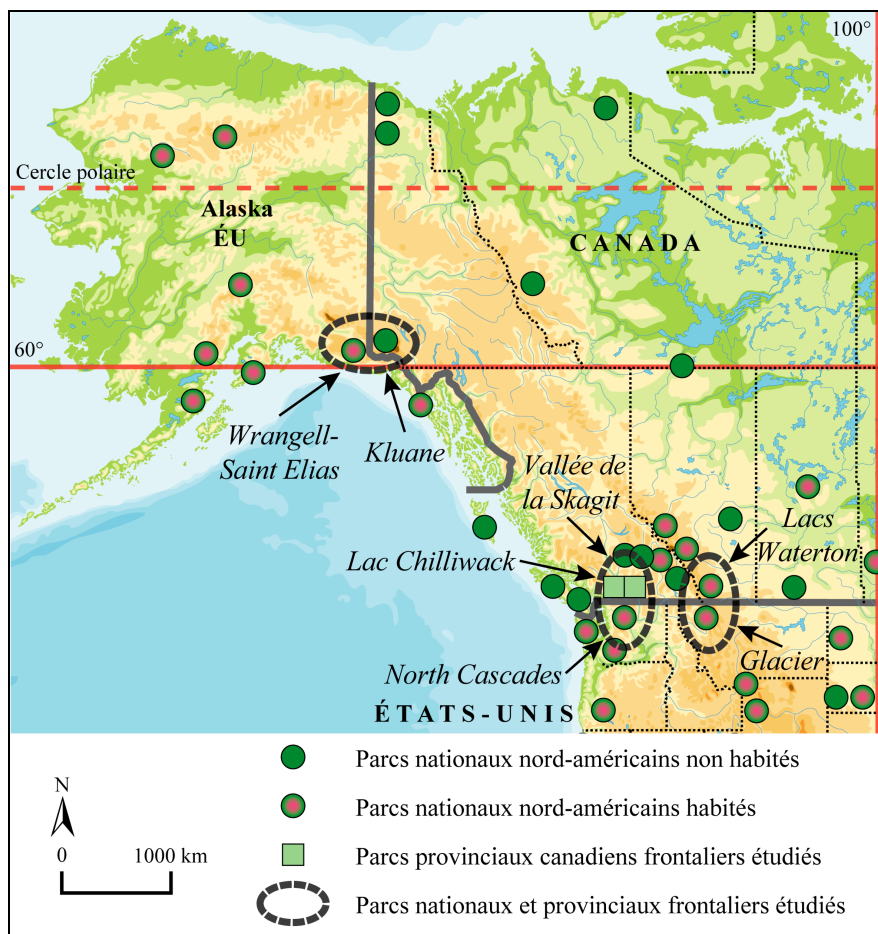 100°
Cercle polaire
Alaska
ÉU
CANADA
60°
Wrangell-
Saint Elias
Kluane
Vallée de
la Skagit
Lacs
Waterton
Lac Chilliwack
North Cascades
Glacier
ÉTATS-UNIS
Parcs nationaux nord-américains non habités
N
Parcs nationaux nord-américains habités
0 1000 km
Parcs provinciaux canadiens frontaliers étudiés
Parcs nationaux et provinciaux frontaliers étudiés